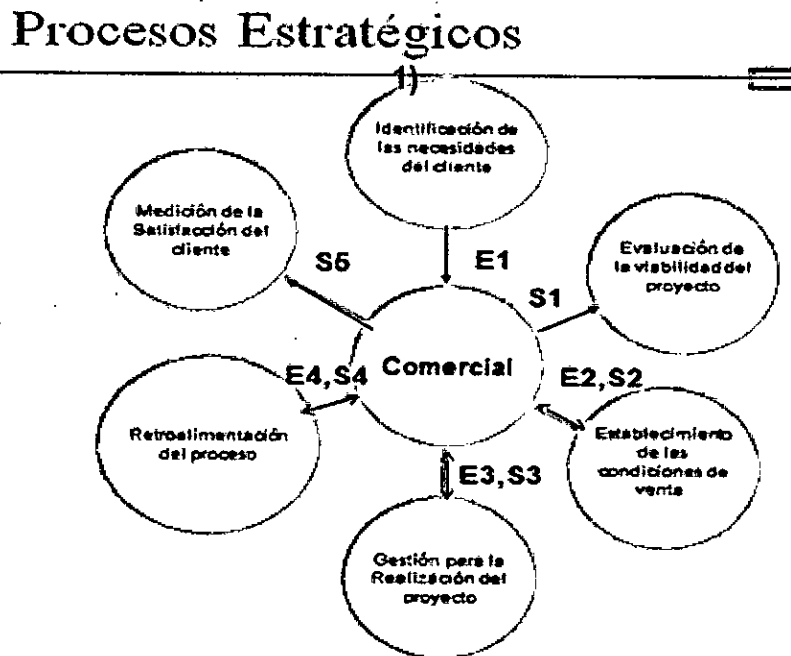 Procesos Estratégicos
1)
Identificación de
las necesidades
del cliente
Medición de la
Satisfacción del
cliente
S5
E1
Evaluación de
la viabilidad del
proyecto
S1
Comercial
E4,S4
E2,S2
Retroalimentación
del proceso
Establecimiento
de las
condiciones de
venta
E3,S3
Gestión para la
Realización del
proyecto